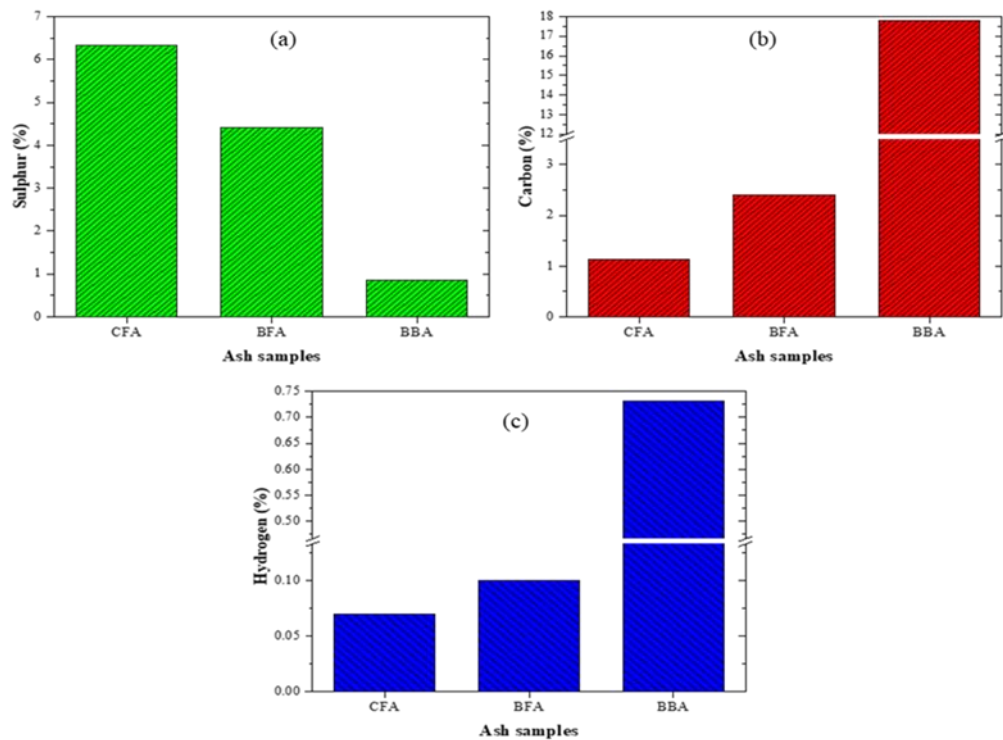 (a)
Sulphur (%)
7
6
5
4
3
2
1
0
CFA BFA BBA
Ash samples
(b)
Carbon (%)
18
17
16
15
14
13
12
3
2
1
0
CFA BFA BBA
Ash samples
(c)
Hydrogen (%)
0.75
0.70
0.65
0.60
0.55
0.50
0.10
0.05
0.00
CFA BFA BBA
Ash samples